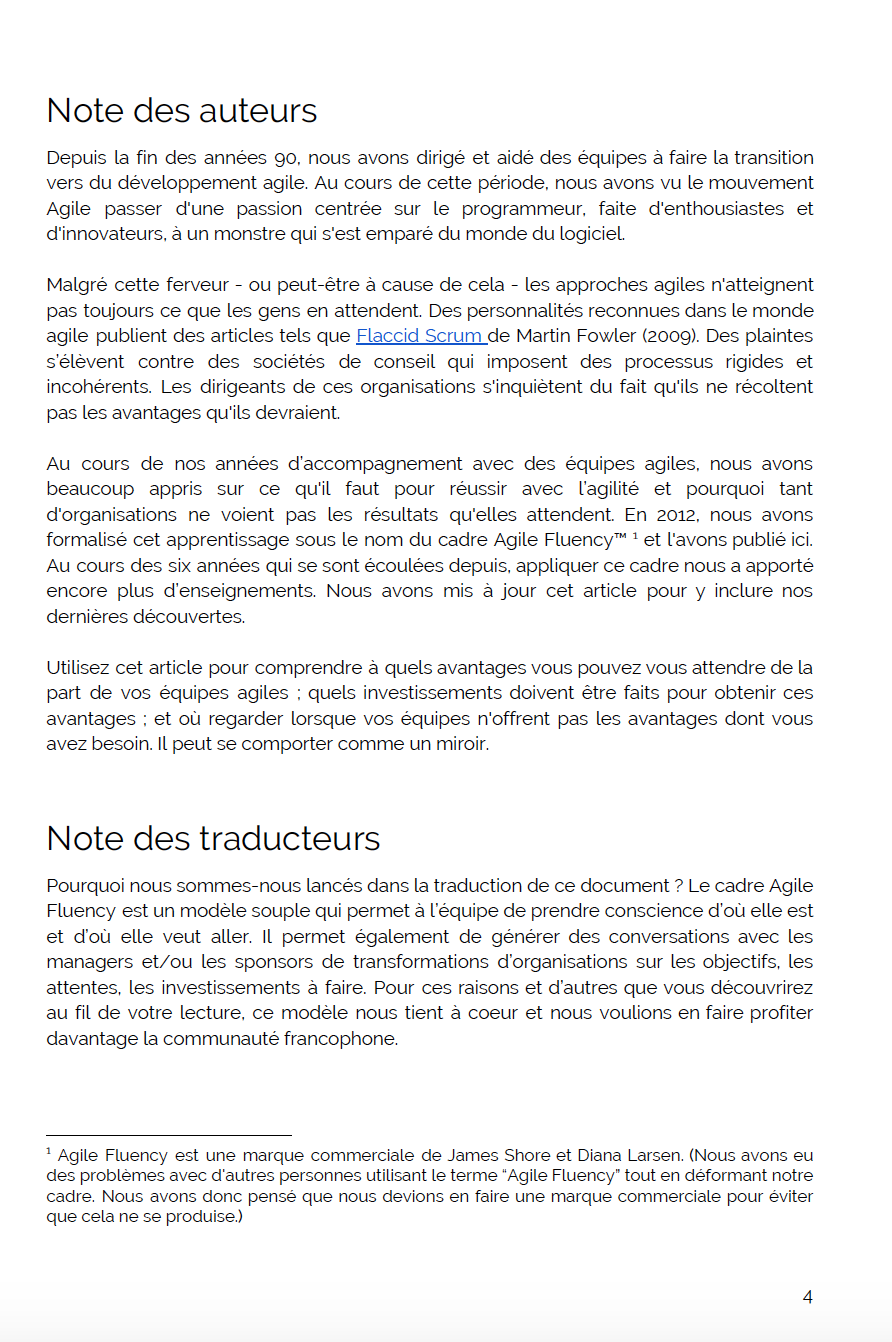 Note des auteurs
Depuis la fin des années 90, nous avons dirigé et aidé des équipes à faire la transition
vers du développement agile. Au cours de cette période, nous avons vu le mouvement
Agile passer d'une passion centrée sur le programmeur, faite d'enthousiastes et
d'innovateurs, à un monstre qui s'est emparé du monde du logiciel.
Malgré cette ferveur - ou peut-être à cause de cela - les approches agiles n'atteignent
pas toujours ce que les gens en attendent. Des personnalités reconnues dans le monde
agile publient des articles tels que Flaccid Scrum de Martin Fowler (2009). Des plaintes
s’élèvent contre des sociétés de conseil qui imposent des processus rigides et
incohérents. Les dirigeants de ces organisations s'inquiètent du fait qu'ils ne récoltent
pas les avantages qu'ils devraient.
Au cours de nos années d’accompagnement avec des équipes agiles, nous avons
beaucoup appris sur ce qu'il faut pour réussir avec l’agilité et pourquoi tant
d'organisations ne voient pas les résultats qu'elles attendent. En 2012, nous avons
formalisé cet apprentissage sous le nom du cadre Agile Fluency™ ¹ et l'avons publié ici.
Au cours des six années qui se sont écoulées depuis, appliquer ce cadre nous a apporté
encore plus d’enseignements. Nous avons mis à jour cet article pour y inclure nos
dernières découvertes.
Utilisez cet article pour comprendre à quels avantages vous pouvez vous attendre de la
part de vos équipes agiles ; quels investissements doivent être faits pour obtenir ces
avantages ; et où regarder lorsque vos équipes n'offrent pas les avantages dont vous
avez besoin. Il peut se comporter comme un miroir.
Note des traducteurs
Pourquoi nous sommes-nous lancés dans la traduction de ce document ? Le cadre Agile
Fluency est un modèle souple qui permet à l’équipe de prendre conscience d’où elle est
et d’où elle veut aller. Il permet également de générer des conversations avec les
managers et/ou les sponsors de transformations d’organisations sur les objectifs, les
attentes, les investissements à faire. Pour ces raisons et d’autres que vous découvrirez
au fil de votre lecture, ce modèle nous tient à coeur et nous voulions en faire profiter
davantage la communauté francophone.
¹ Agile Fluency est une marque commerciale de James Shore et Diana Larsen. (Nous avons eu
des problèmes avec d'autres personnes utilisant le terme “Agile Fluency” tout en déformant notre
cadre. Nous avons donc pensé que nous devions en faire une marque commerciale pour éviter
que cela ne se produise.)
4